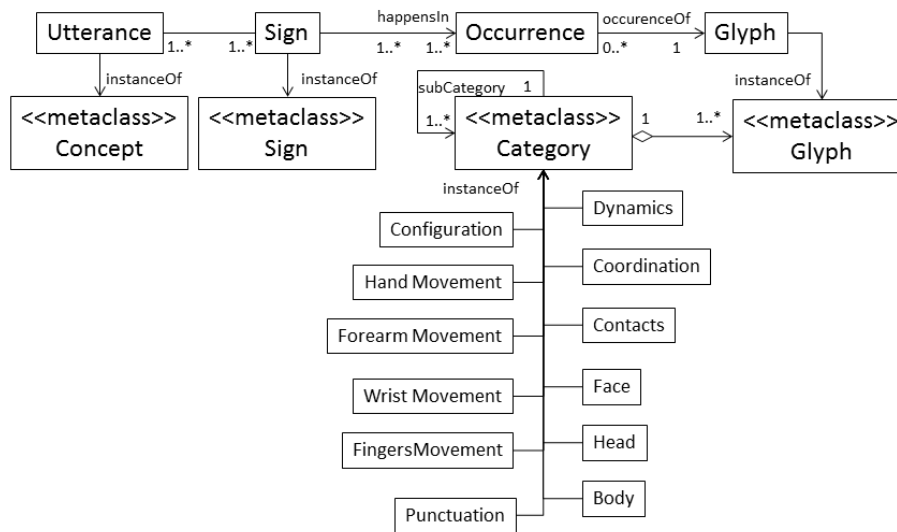 happensIn
occurenceOf
Utterance
Sign
Occurrence
Glyph
1..*
1..*
1..*
1..*
0..*
1
instanceOf
instanceOf
instanceOf
subCategory
1
<<metaclass>>
Concept
<<metaclass>>
Sign
1..*
<<metaclass>>
Category
1
1..*
<<metaclass>>
Glyph
instanceOf
Dynamics
Configuration
Coordination
Hand Movement
Contacts
Forearm Movement
Face
Wrist Movement
Head
FingersMovement
Body
Punctuation